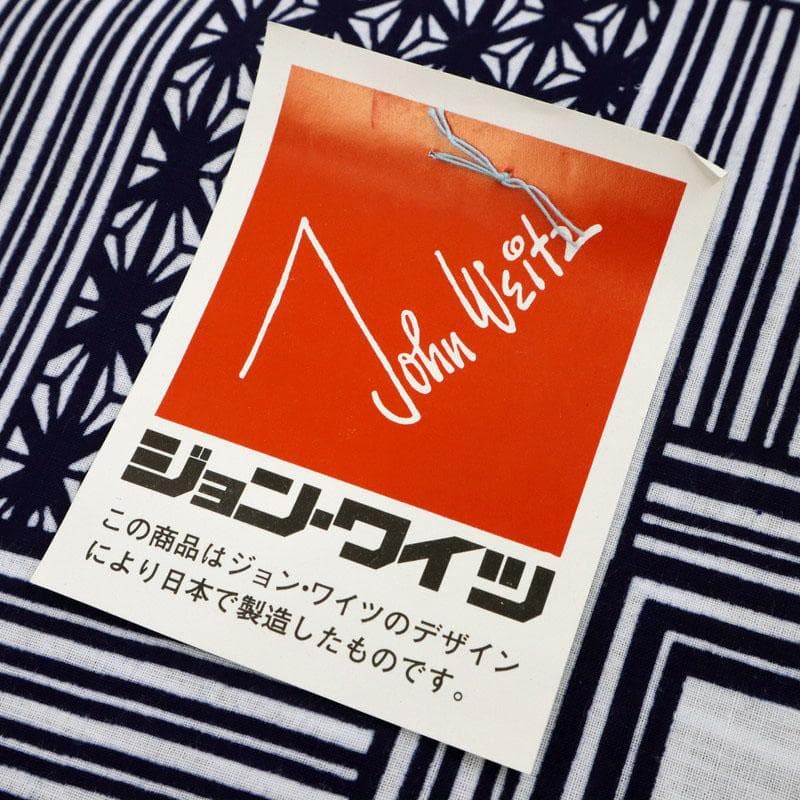 John Weitz
ジョン・ワイツ
この商品はジョン・ワイツのデザイン
により日本で製造したものです。